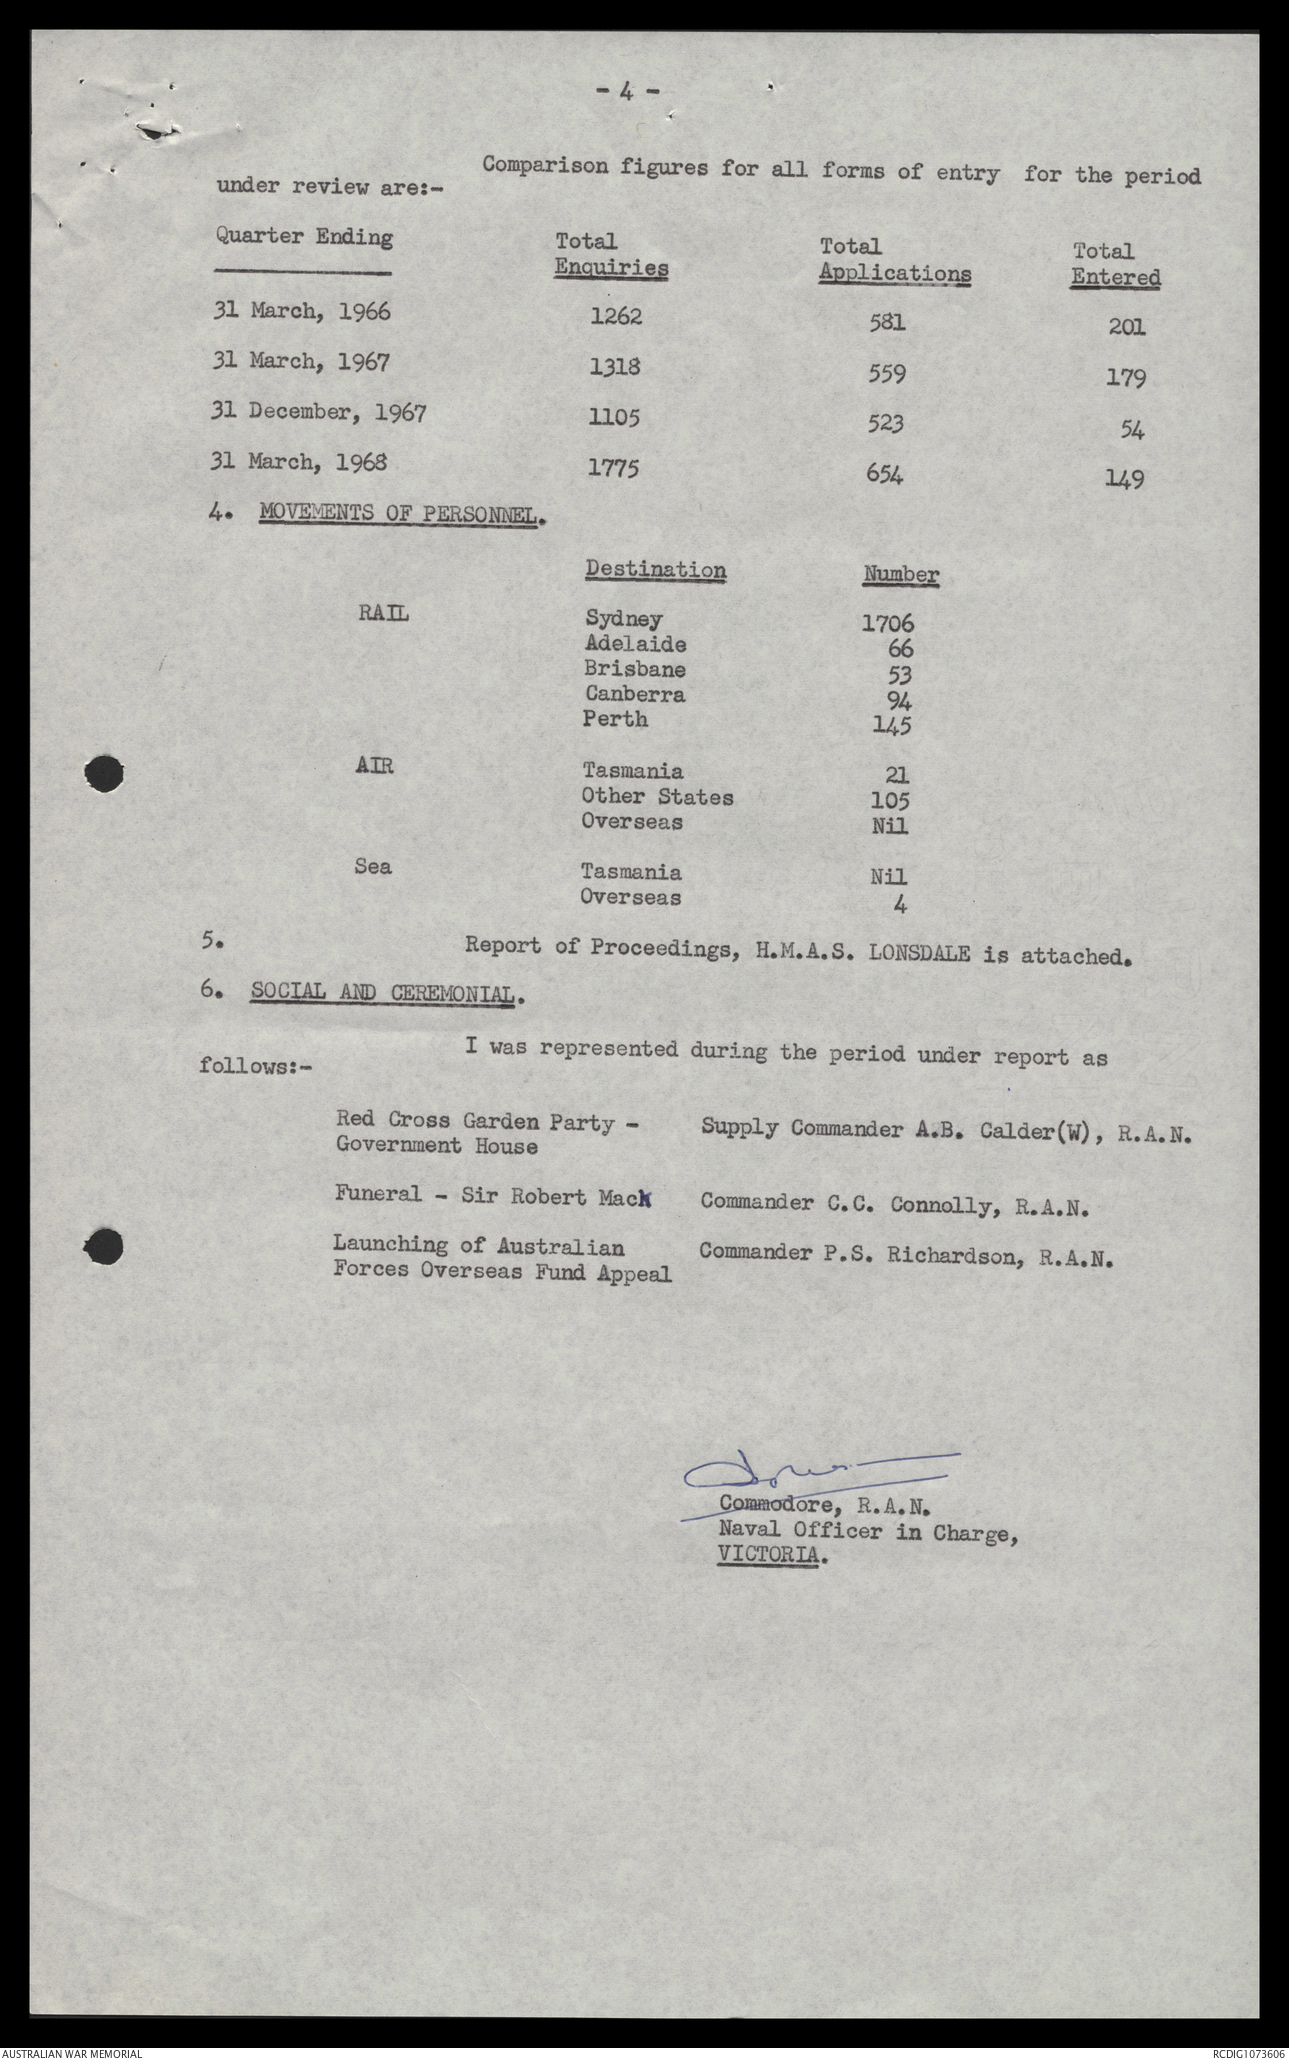 - 4 -
Comparison figures for all forms of entry for the period
under review are:-
Quarter Ending Total Enquiries Total Applications Total Entered
31 March, 1966 1262 581 201
31 March, 1967 1318 559 179
31 December, 1967 1105 523 54
31 March, 1968 1775 654 149
4. MOVEMENTS OF PERSONNEL.
Destination Number
RAIL Sydney 1706
Adelaide 66
Brisbane 53
Canberra 94
Perth 145
AIR Tasmania 21
Other States 105
Overseas Nil
Sea Tasmania Nil
Overseas 4
5. Report of Proceedings, H.M.A.S. LONSDALE is attached.
6. SOCIAL AND CEREMONIAL.
I was represented during the period under report as
follows:-
Red Cross Garden Party - Supply Commander A.B. Calder(W), R.A.N.
Government House
Funeral - Sir Robert Mack Commander C.C. Connolly, R.A.N.
Launching of Australian Commander P.S. Richardson, R.A.N.
Forces Overseas Fund Appeal
Commodore, R.A.N.
Naval Officer in Charge,
VICTORIA.
AUSTRALIAN WAR MEMORIAL RCDIG1073606